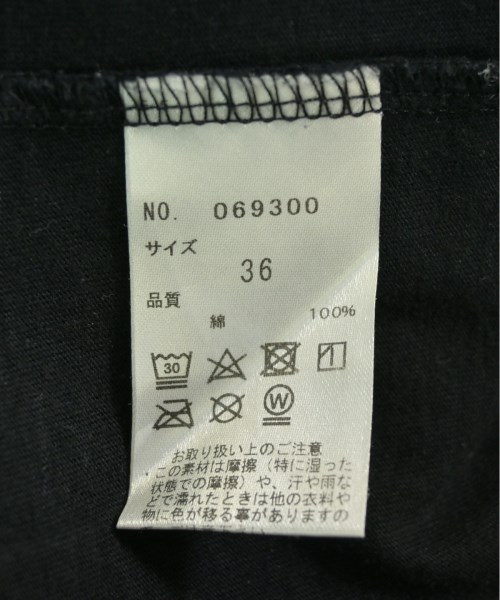 NO. 069300
サイズ
36
品質
綿 100%
30
W
お取り扱い上のご注意
・この素材は摩擦（特に湿った
状態での摩擦）や、汗や雨な
どで濡れたときは他の衣料や
物に色が移る事がありますの